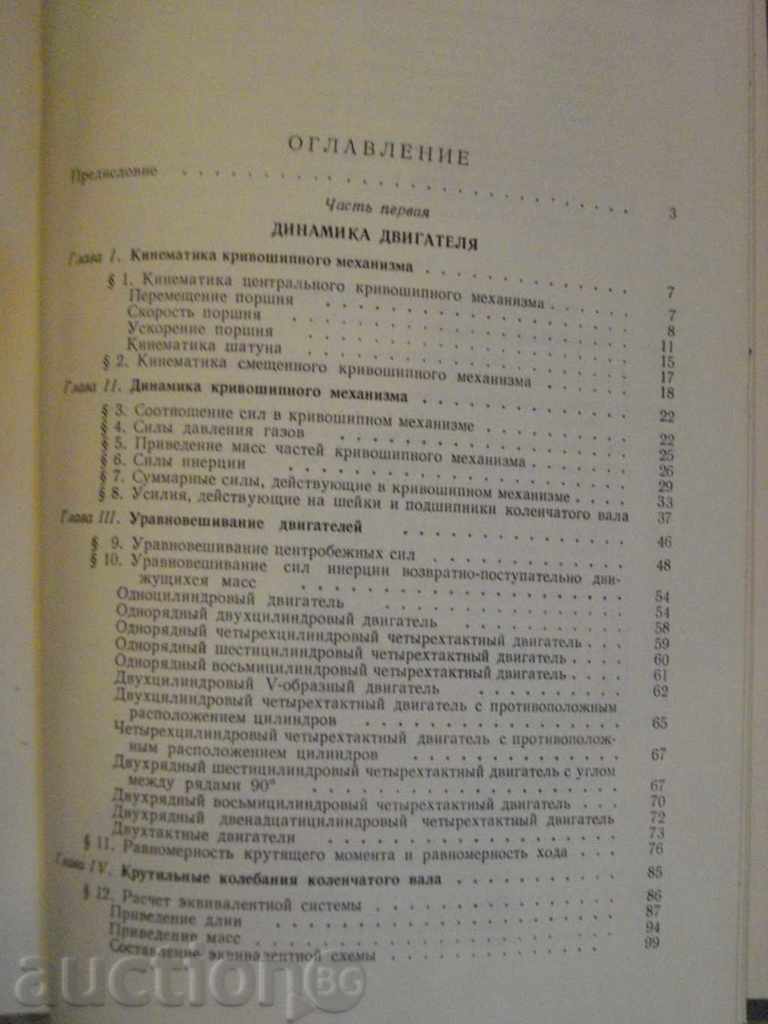 ОГЛАВЛЕНИЕ
Предисловие . . . 3
Часть первая
ДИНАМИКА ДВИГАТЕЛЯ
Глава I. Кинематика кривошипного механизма . . . 7
§ 1. Кинематика центрального кривошипного механизма . . . 7
Перемещение поршня . . . 8
Скорость поршня . . . 11
Ускорение поршня . . . 15
Кинематика шатуна . . . 17
§ 2. Кинематика смещенного кривошипного механизма . . . 18
Глава II. Динамика кривошипного механизма . . . 22
§ 3. Соотношение сил в кривошипном механизме . . . 22
§ 4. Силы давления газов . . . 25
§ 5. Приведение масс частей кривошипного механизма . . . 26
§ 6. Силы инерции . . . 29
§ 7. Суммарные силы, действующие в кривошипном механизме . . . 33
§ 8. Усилия, действующие на шейки и подшипники коленчатого вала 37
Глава III. Уравновешивание двигателей . . . 46
§ 9. Уравновешивание центробежных сил . . . 48
§ 10. Уравновешивание сил инерции возвратно-поступательно дви-
жущихся масс . . . 54
Одноцилиндровый двигатель . . . 54
Однорядный двухцилиндровый двигатель . . . 58
Однорядный четырехцилиндровый четырехтактный двигатель . . . 59
Однорядный шестицилиндровый четырехтактный двигатель . . . 60
Однорядный восьмицилиндровый четырехтактный двигатель . . . 61
Двухцилиндровый V-образный двигатель . . . 62
Двухцилиндровый четырехтактный двигатель с противоположным
расположением цилиндров . . . 65
Четырехцилиндровый четырехтактный двигатель с противополож-
ным расположением цилиндров . . . 67
Двухрядный шестицилиндровый четырехтактный двигатель с углом
между рядами 90° . . . 67
Двухрядный восьмицилиндровый четырехтактный двигатель . . . 70
Двухрядный двенадцатицилиндровый четырехтактный двигатель 72
Двухтактные двигатели . . . 73
§ 11. Равномерность крутящего момента и равномерность хода . . . 76
Глава IV. Крутильные колебания коленчатого вала . . . 85
§ 12. Расчет эквивалентной системы . . . 86
Приведение длин . . . 87
Приведение масс . . . 94
Составление эквивалентной схемы . . . 99
auctionBG